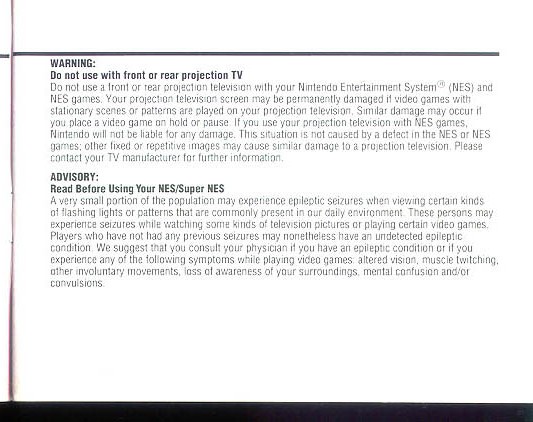 WARNING:
Do not use with front or rear projection TV
Do not use a front or rear projection television with your Nintendo Entertainment System® (NES) and
NES games. Your projection television screen may be permanently damaged if video games with
stationary scenes or patterns are played on your projection television. Similar damage may occur if
you place a video game on hold or pause. If you use your projection television with NES games,
Nintendo will not be liable for any damage. This situation is not caused by a defect in the NES or NES
games; other fixed or repetitive images may cause similar damage to a projection television. Please
contact your TV manufacturer for further information.
ADVISORY:
Read Before Using Your NES/Super NES
A very small portion of the population may experience epileptic seizures when viewing certain kinds
of flashing lights or patterns that are commonly present in our daily environment. These persons may
experience seizures while watching some kinds of television pictures or playing certain video games.
Players who have not had any previous seizures may nonetheless have an undetected epileptic
condition. We suggest that you consult your physician if you have an epileptic condition or if you
experience any of the following symptoms while playing video games: altered vision, muscle twitching,
other involuntary movements, loss of awareness of your surroundings, mental confusion and/or
convulsions.